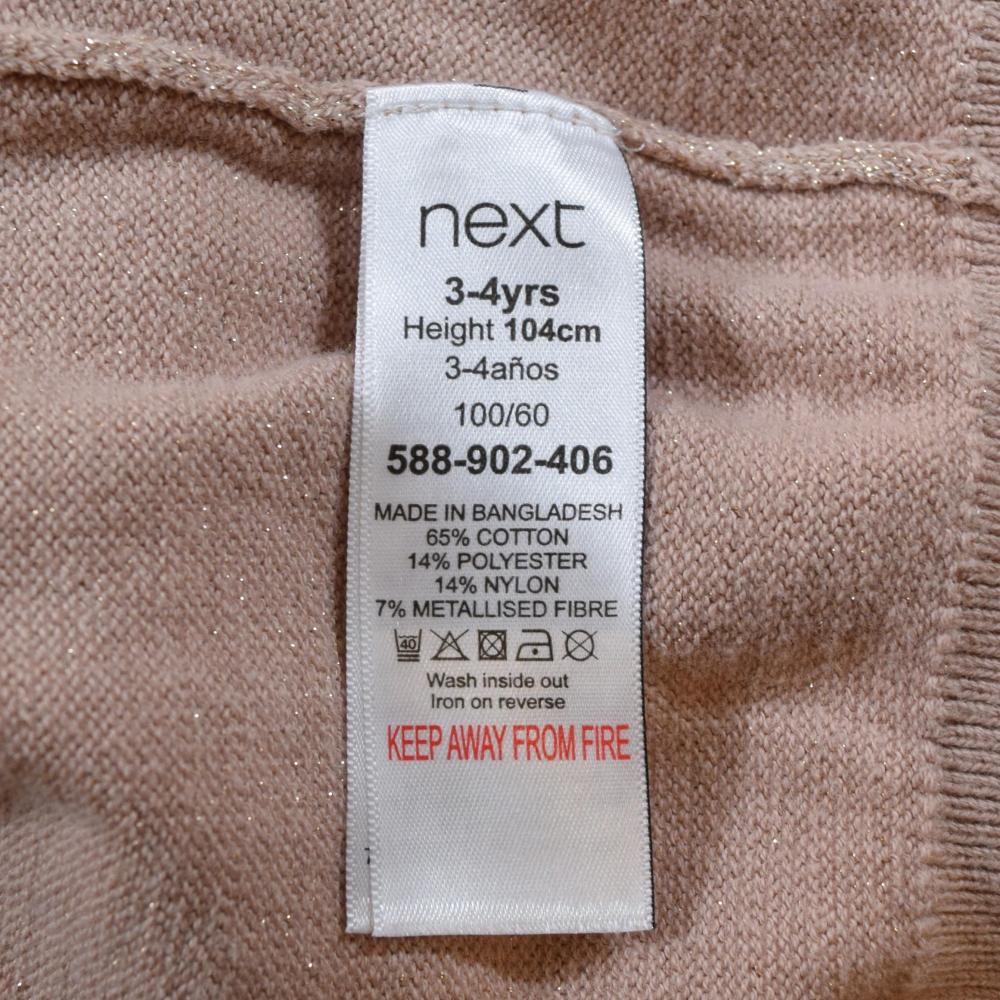 next
3-4yrs
Height 104cm
3-4años
100/60
588-902-406
MADE IN BANGLADESH
65% COTTON
14% POLYESTER
14% NYLON
7% METALLISED FIBRE
40
Wash inside out
Iron on reverse
KEEP AWAY FROM FIRE